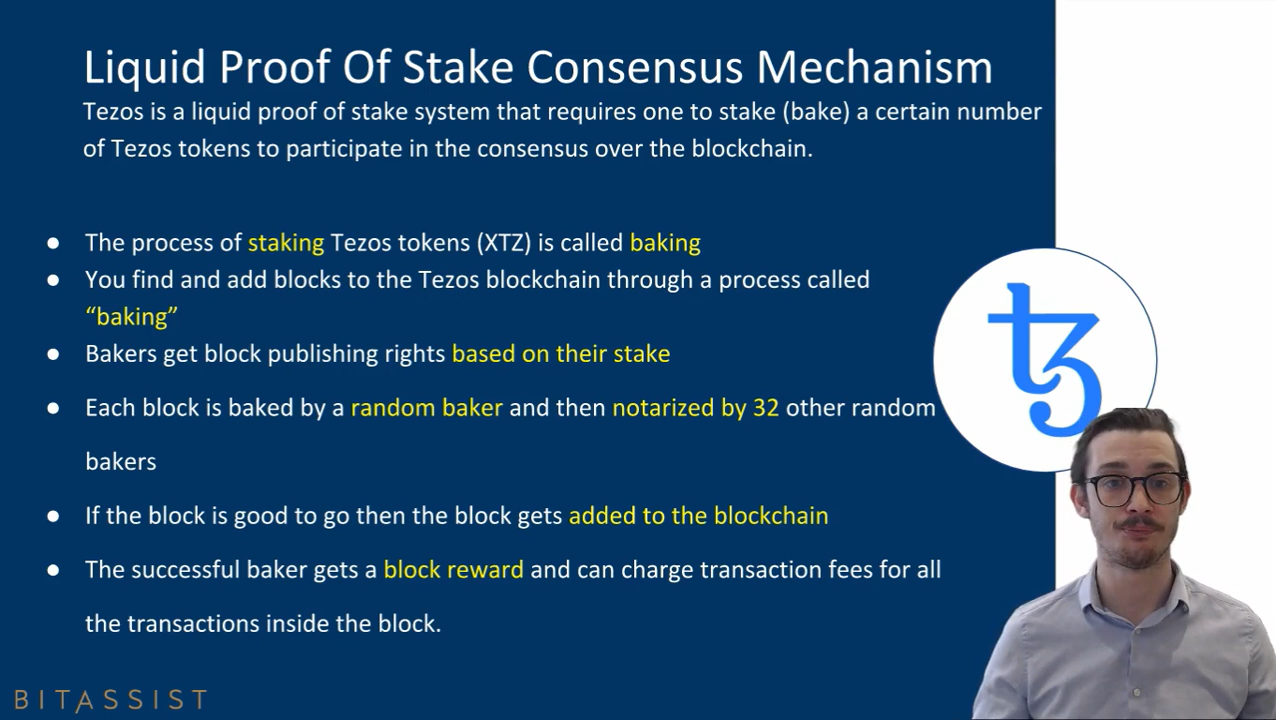 Liquid Proof Of Stake Consensus Mechanism
Tezos is a liquid proof of stake system that requires one to stake (bake) a certain number
of Tezos tokens to participate in the consensus over the blockchain.
● The process of staking Tezos tokens (XTZ) is called baking
● You find and add blocks to the Tezos blockchain through a process called
“baking”
● Bakers get block publishing rights based on their stake
● Each block is baked by a random baker and then notarized by 32 other random
bakers
● If the block is good to go then the block gets added to the blockchain
● The successful baker gets a block reward and can charge transaction fees for all
the transactions inside the block.
BITASSIST